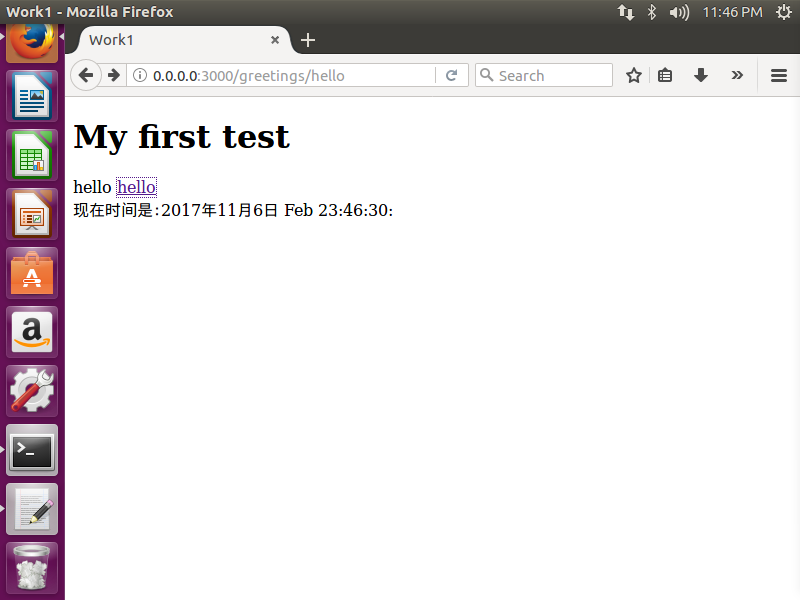 Work1 - Mozilla Firefox
11:46 PM
Work1
0.0.0.0:3000/greetings/hello
Search
My first test
hello hello
现在时间是:2017年11月6日 Feb 23:46:30: